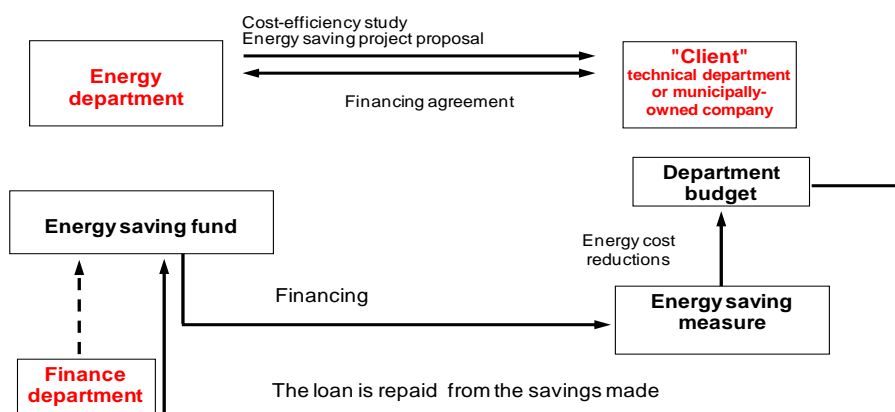 Cost-efficiency study
Energy saving project proposal
Energy
department
Financing agreement
"Client"
technical department
or municipally-
owned company
Department
budget
Energy saving fund
Energy cost
reductions
Financing
Energy saving
measure
Finance
department
The loan is repaid from the savings made